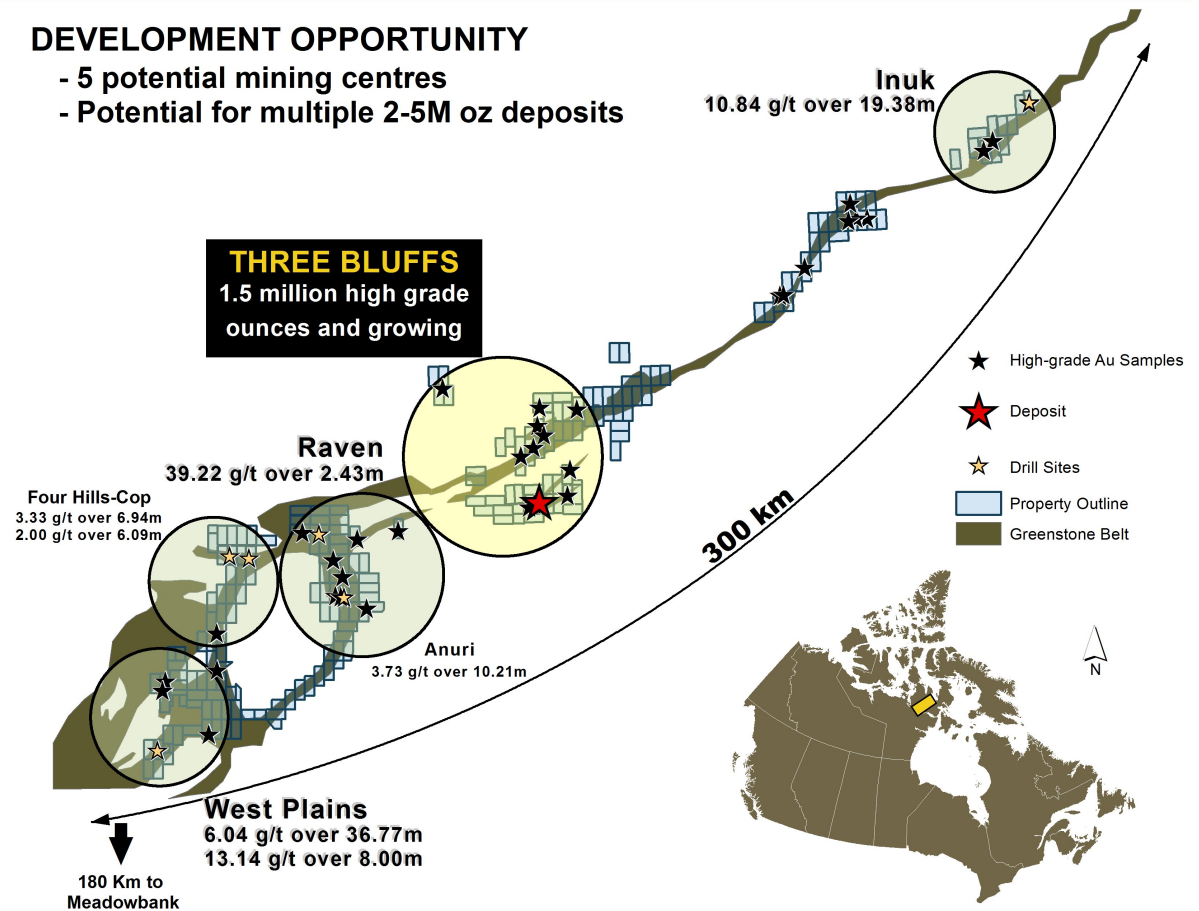 DEVELOPMENT OPPORTUNITY
- 5 potential mining centres
- Potential for multiple 2-5M oz deposits
Inuk
10.84 g/t over 19.38m
THREE BLUFFS
1.5 million high grade
ounces and growing
Raven
39.22 g/t over 2.43m
Four Hills-Cop
3.33 g/t over 6.94m
2.00 g/t over 6.09m
Anuri
3.73 g/t over 10.21m
West Plains
6.04 g/t over 36.77m
13.14 g/t over 8.00m
180 Km to
Meadowbank
300 km
High-grade Au Samples
Deposit
Drill Sites
Property Outline
Greenstone Belt
N